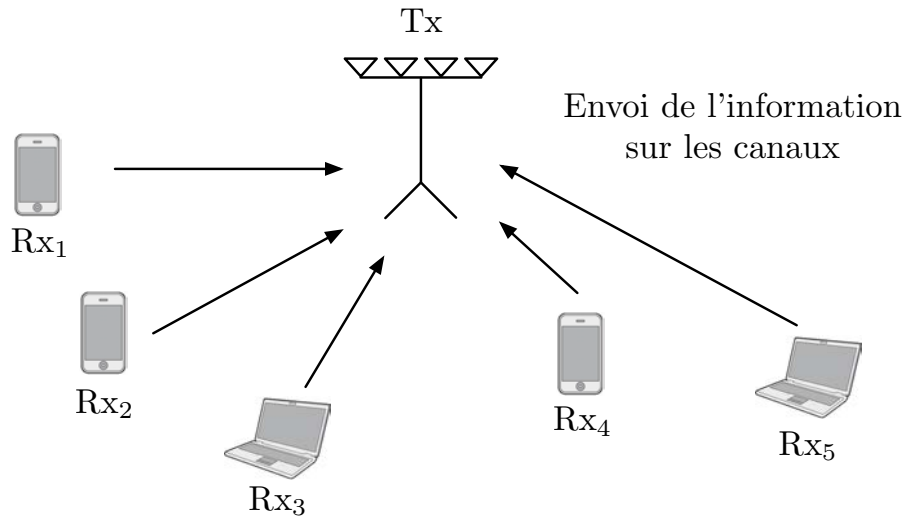 Tx
Envoi de l'information
sur les canaux
Rx₁
Rx₂
Rx₃
Rx₄
Rx₅